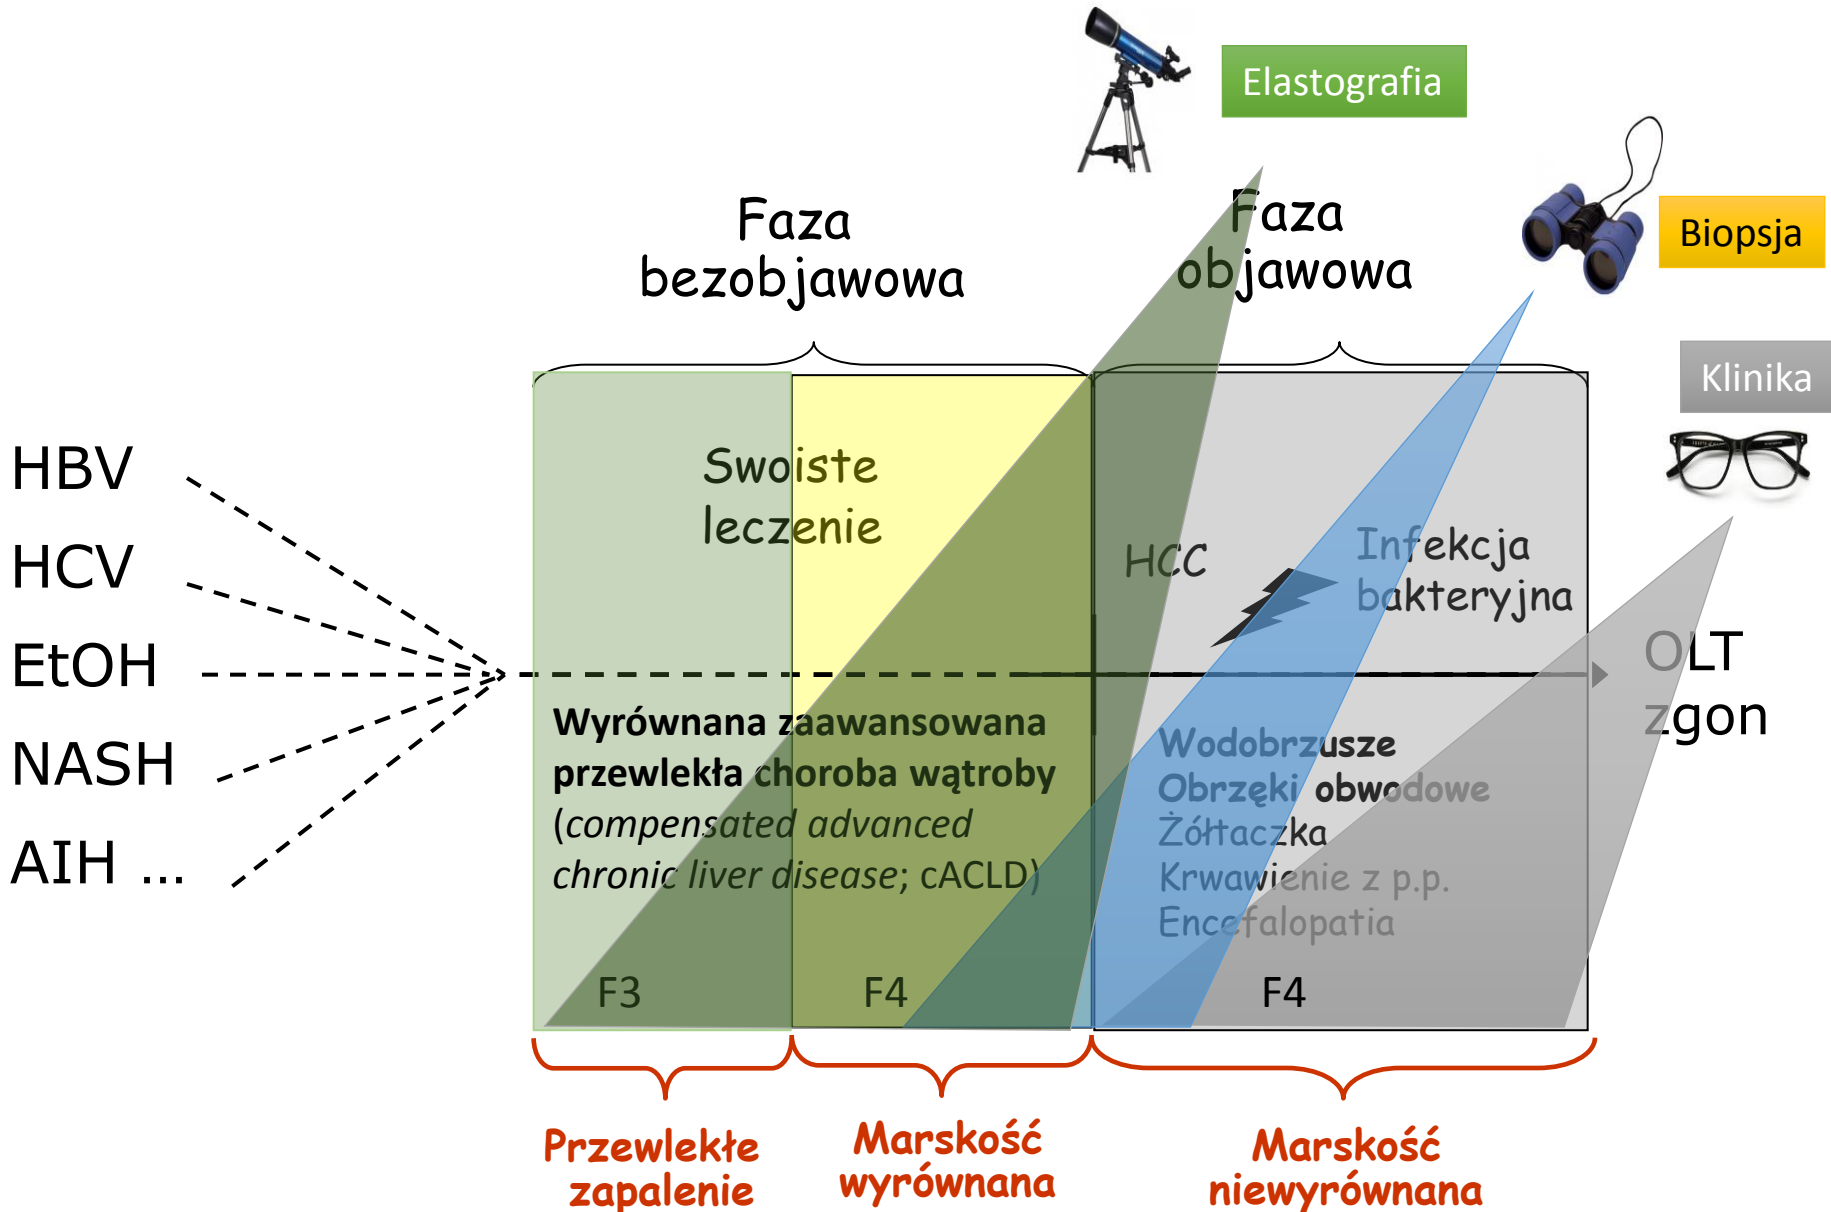 Elastografia
Biopsja
Klinika
Faza
bezobjawowa
Faza
objawowa
HBV
HCV
EtOH
NASH
AIH ...
Swoiste
leczenie
HCC
Infekcja
bakteryjna
OLT
zgon
Wyrównana zaawansowana
przewlekła choroba wątroby
(compensated advanced
chronic liver disease; cACLD)
Wodobrzusze
Obrzęki obwodowe
Żółtaczka
Krwawienie z p.p.
Encefalopatia
F3
F4
F4
Przewlekłe
zapalenie
Marskość
wyrównana
Marskość
niewyrównana